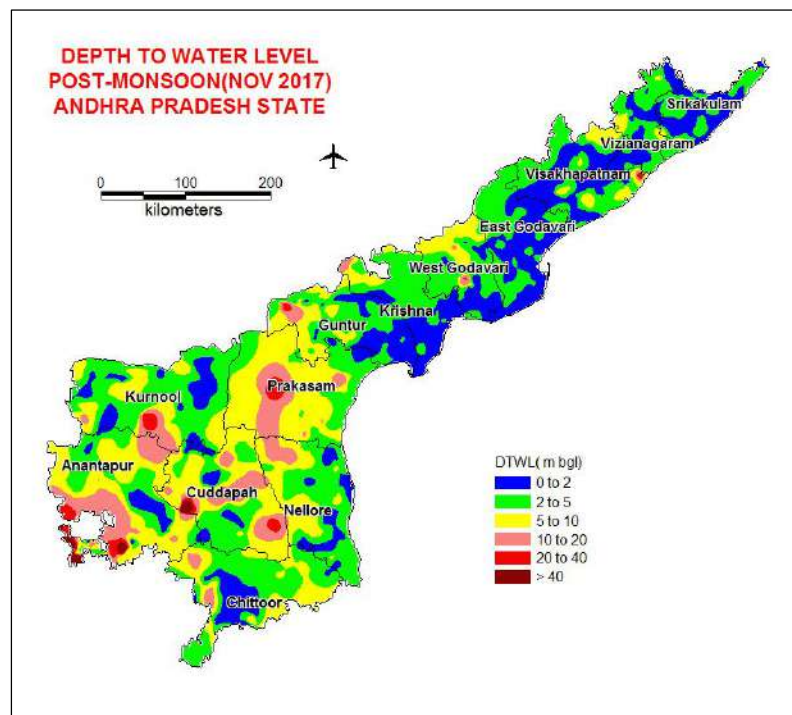 DEPTH TO WATER LEVEL
POST-MONSOON(NOV 2017)
ANDHRA PRADESH STATE
0 100 200
kilometers
Srikakulam
Vizianagaram
Visakhapatnam
East Godavari
West Godavari
Krishna
Guntur
Prakasam
Kurnool
Anantapur
Cuddapah
Nellore
Chittoor
DTWL( m bgl)
0 to 2
2 to 5
5 to 10
10 to 20
20 to 40
> 40